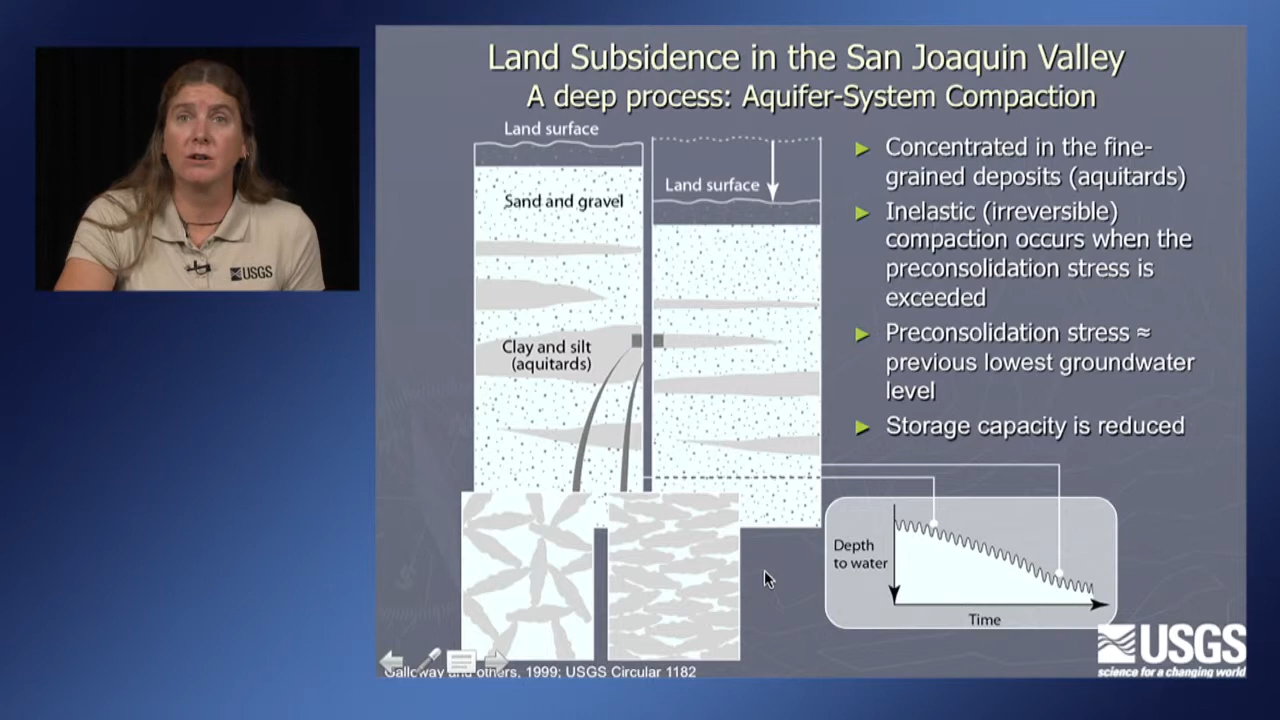 Land Subsidence in the San Joaquin Valley
A deep process: Aquifer-System Compaction
Land surface
Sand and gravel
Clay and silt
(aquitards)
Land surface
Concentrated in the fine-
grained deposits (aquitards)
Inelastic (irreversible)
compaction occurs when the
preconsolidation stress is
exceeded
Preconsolidation stress ≈
previous lowest groundwater
level
Storage capacity is reduced
Depth
to water
Time
USGS
USGS
science for a changing world
Galloway and others, 1999; USGS Circular 1182